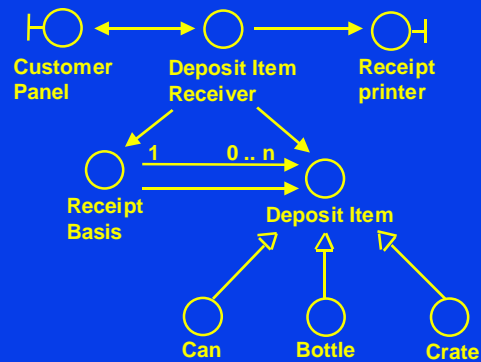 Customer
Panel
Deposit Item
Receiver
Receipt
printer
1
0 .. n
Receipt
Basis
Deposit Item
Can
Bottle
Crate